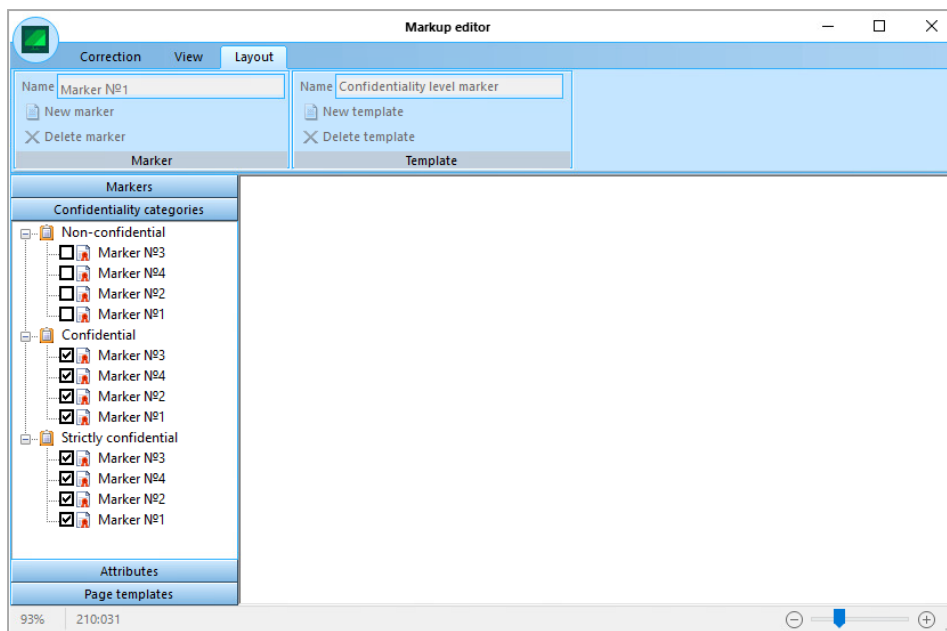 Markup editor
Correction View Layout
Name Marker №1 Name Confidentiality level marker
New marker New template
Delete marker Delete template
Marker Template
Markers
Confidentiality categories
Non-confidential
Marker №3
Marker №4
Marker №2
Marker №1
Confidential
Marker №3
Marker №4
Marker №2
Marker №1
Strictly confidential
Marker №3
Marker №4
Marker №2
Marker №1
Attributes
Page templates
93% 210:031